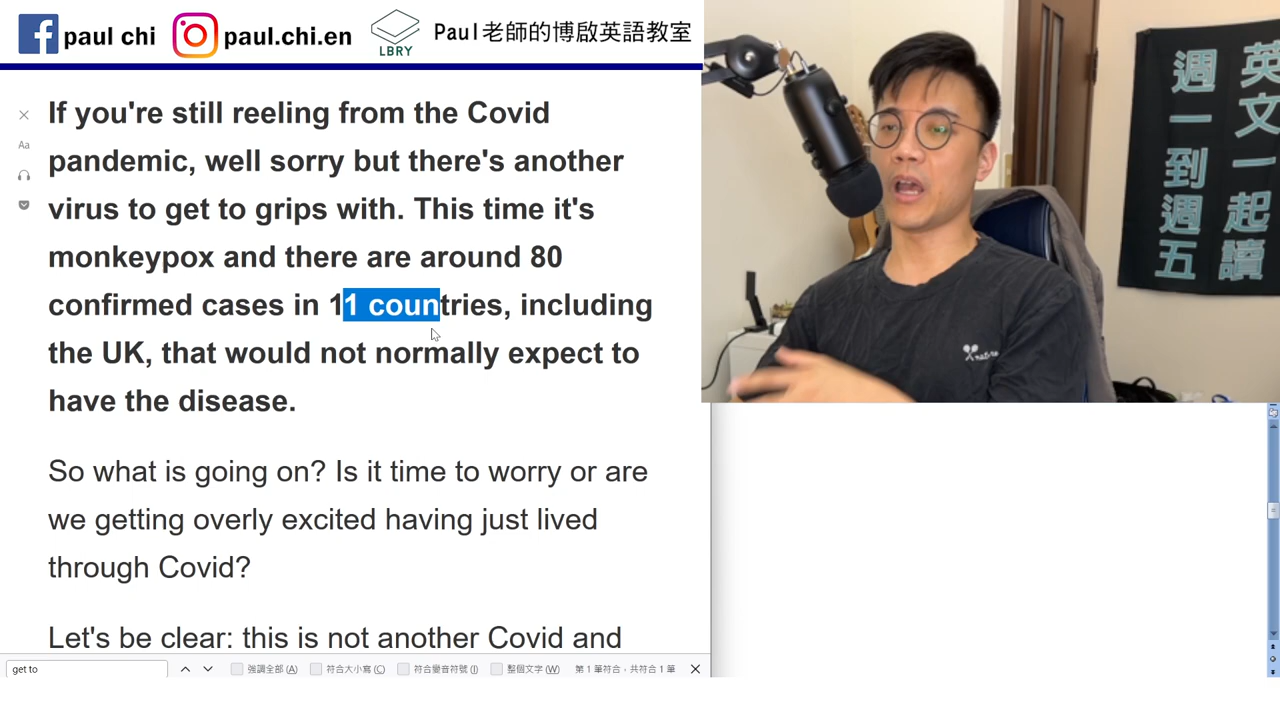 paul chi
paul.chi.en
LBRY
Paul老師的博啟英語教室
If you're still reeling from the Covid
pandemic, well sorry but there's another
virus to get to grips with. This time it's
monkeypox and there are around 80
confirmed cases in 11 countries, including
the UK, that would not normally expect to
have the disease.
So what is going on? Is it time to worry or are
we getting overly excited having just lived
through Covid?
Let's be clear: this is not another Covid and
Aa
get to
強調全部 (A)
符合大小寫 (C)
符合變音符號 (I)
整個文字 (W)
第 1 筆符合，共符合 1 筆
英文一起讀
週一到週五